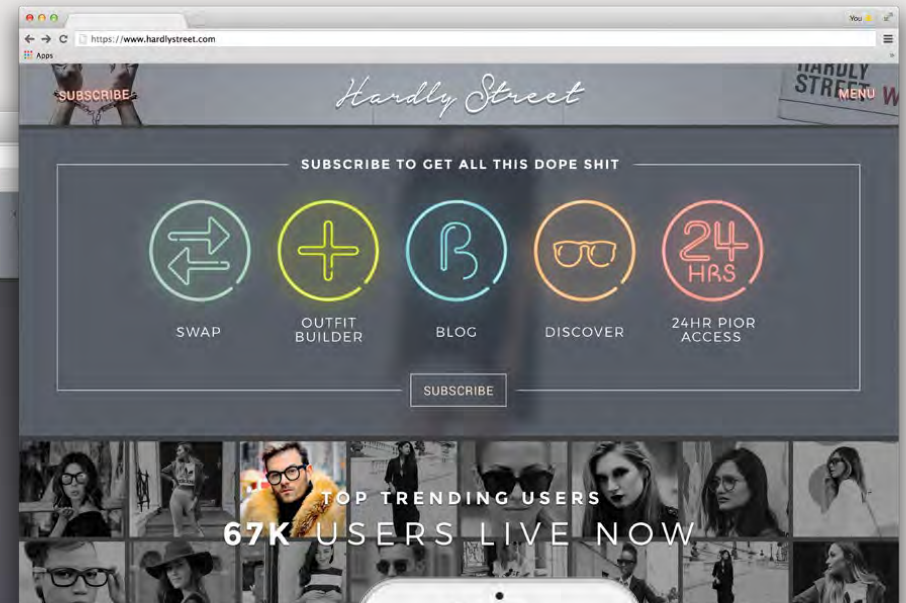 You
https://www.hardlystreet.com
Apps
SUBSCRIBE
Hardly Street
HARDLY
STREET W
MENU
SUBSCRIBE TO GET ALL THIS DOPE SHIT
24
HRS
SWAP
OUTFIT
BUILDER
BLOG
DISCOVER
24HR PIOR
ACCESS
SUBSCRIBE
TOP TRENDING USERS
67K USERS LIVE NOW